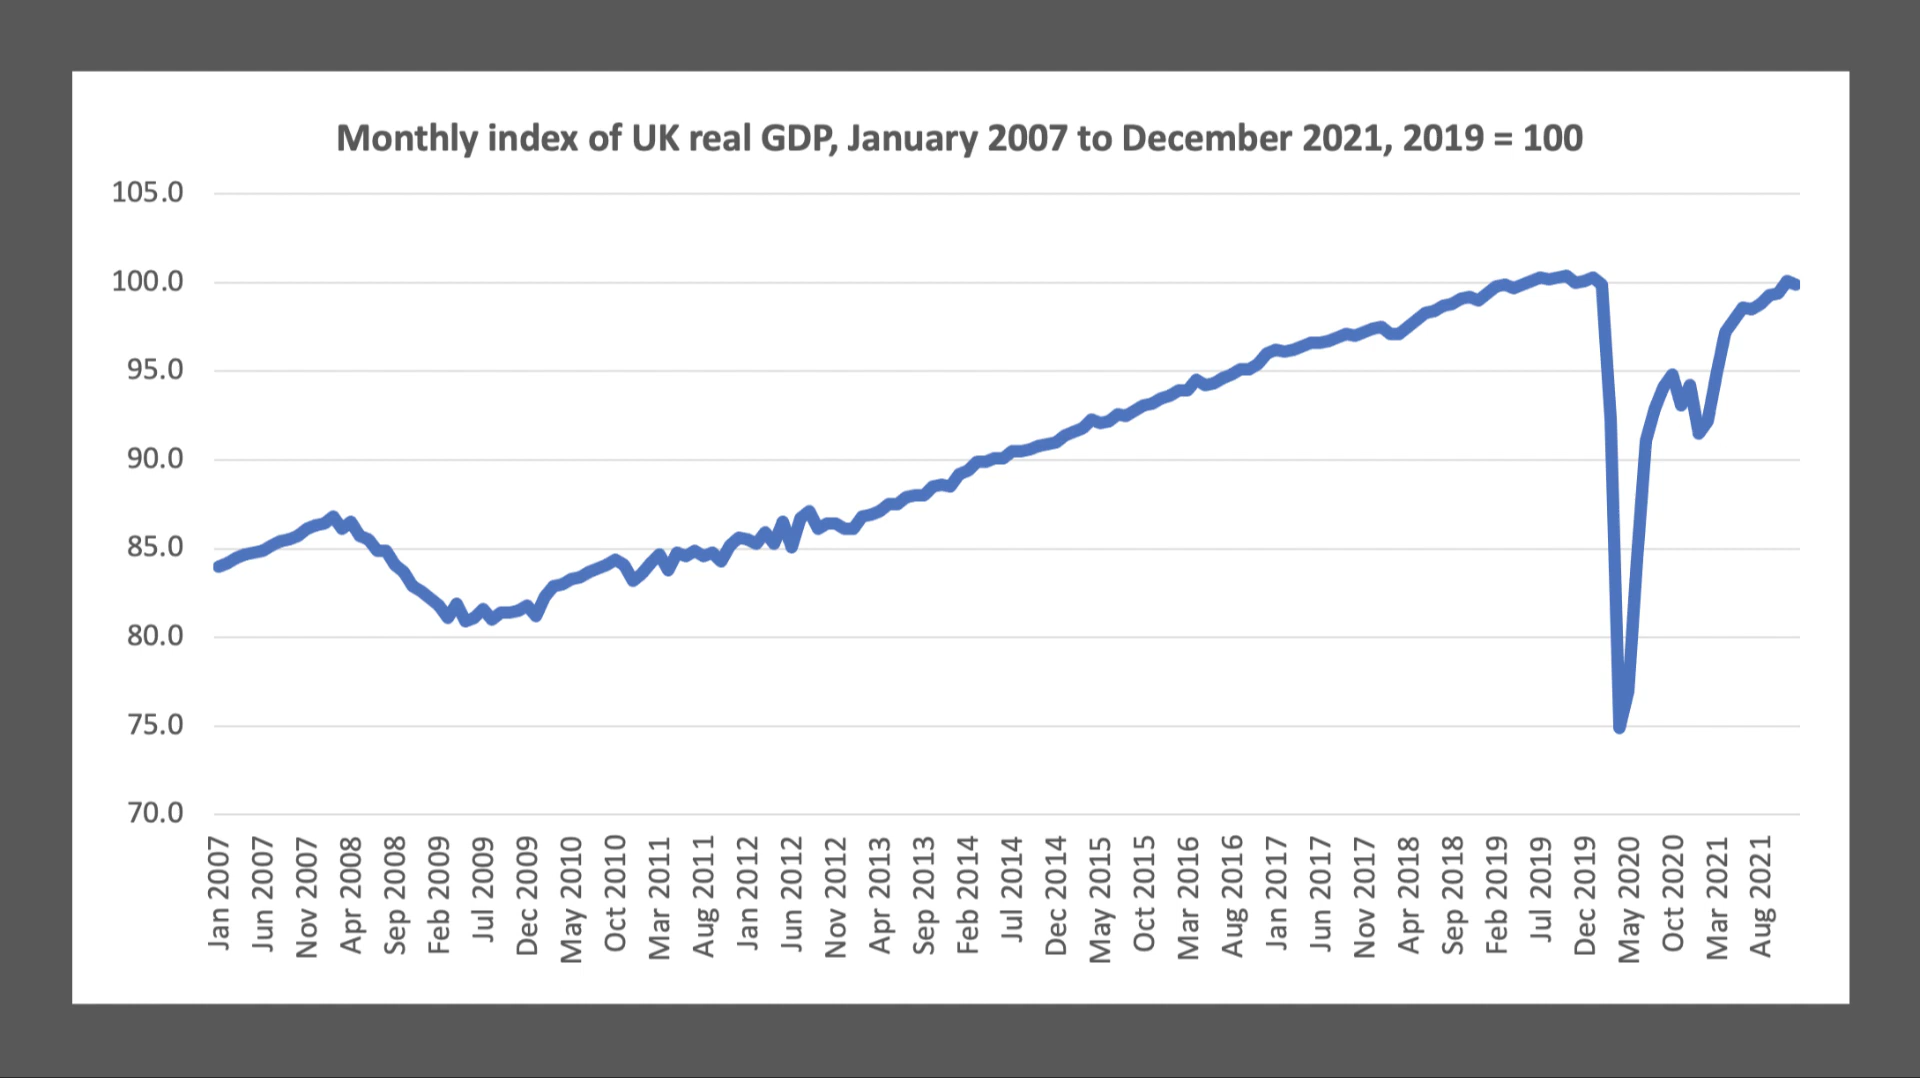 Monthly index of UK real GDP, January 2007 to December 2021, 2019 = 100
105.0
100.0
95.0
90.0
85.0
80.0
75.0
70.0
Jan 2007
Jun 2007
Nov 2007
Apr 2008
Sep 2008
Feb 2009
Jul 2009
Dec 2009
May 2010
Oct 2010
Mar 2011
Aug 2011
Jan 2012
Jun 2012
Nov 2012
Apr 2013
Sep 2013
Feb 2014
Jul 2014
Dec 2014
May 2015
Oct 2015
Mar 2016
Aug 2016
Jan 2017
Jun 2017
Nov 2017
Apr 2018
Sep 2018
Feb 2019
Jul 2019
Dec 2019
May 2020
Oct 2020
Mar 2021
Aug 2021